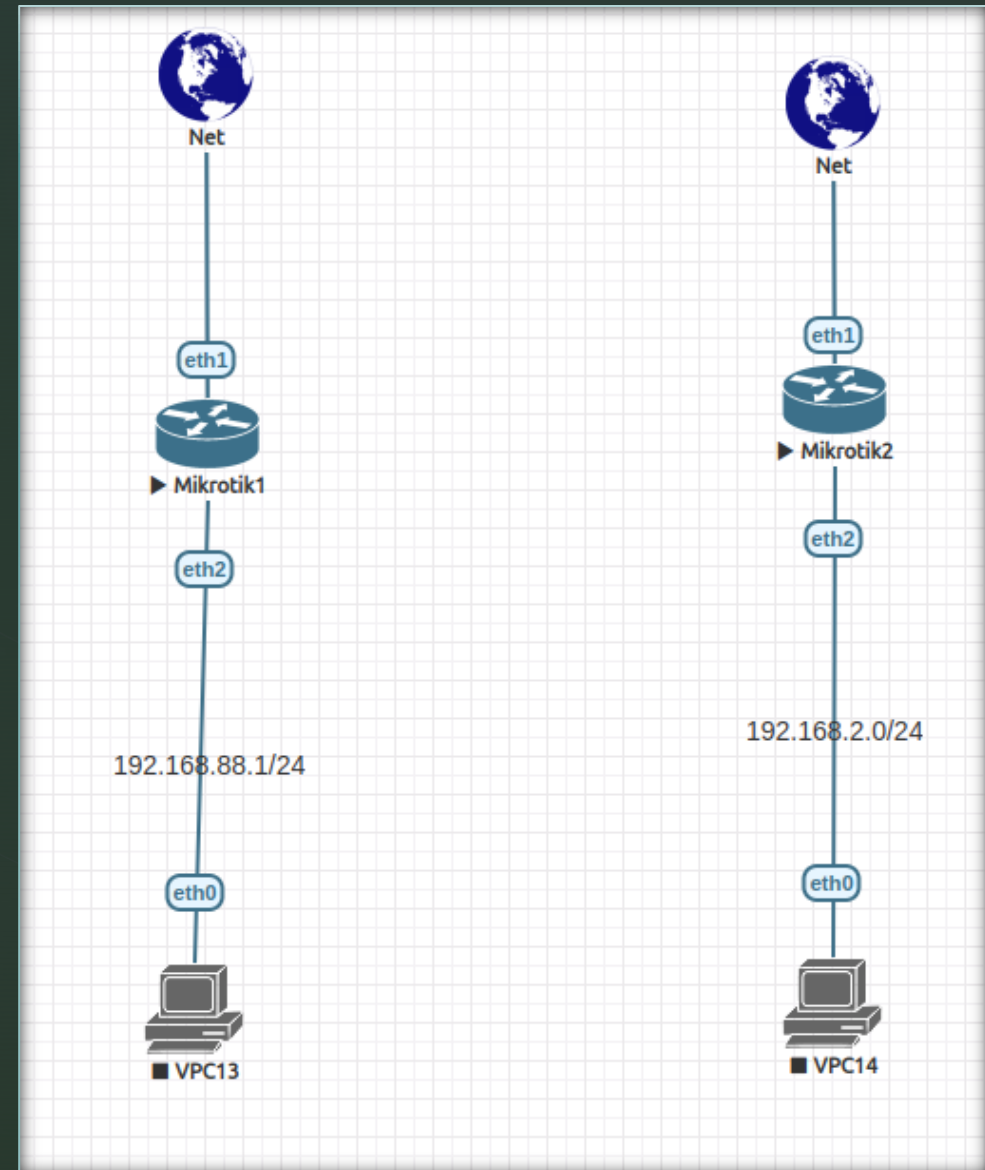 Net
Net
eth1
eth1
Mikrotik1
Mikrotik2
eth2
eth2
192.168.88.1/24
192.168.2.0/24
eth0
eth0
VPC13
VPC14